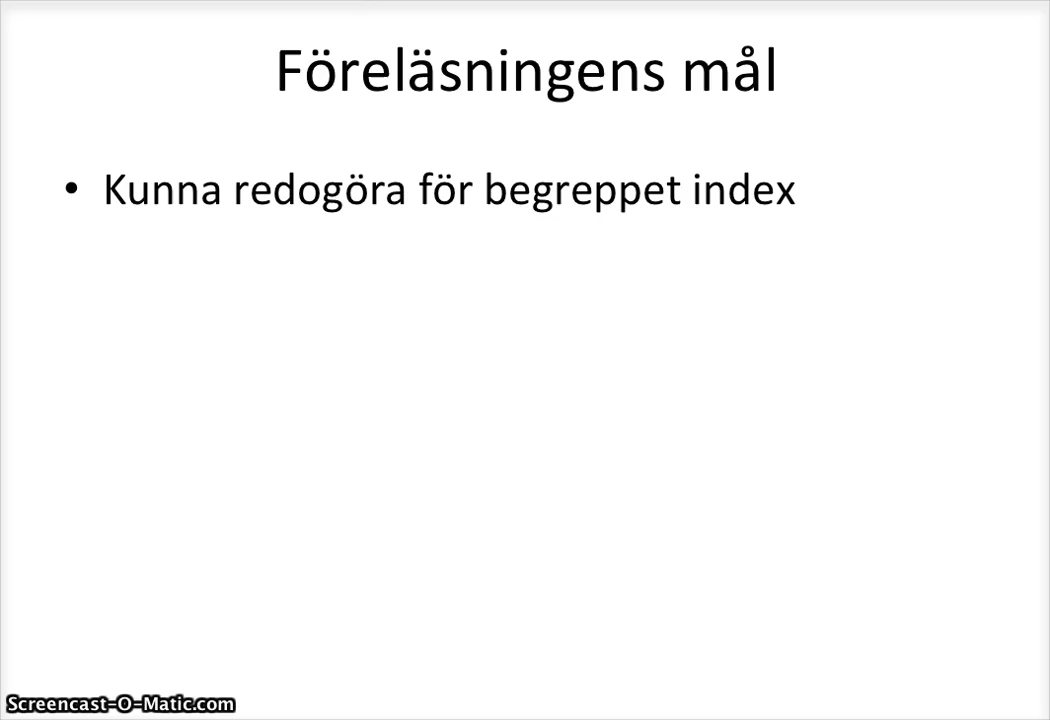 Föreläsningens mål
• Kunna redogöra för begreppet index
Screencast-O-Matic.com